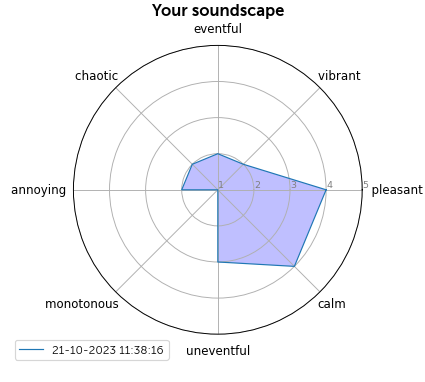 Your soundscape
eventful
chaotic
vibrant
annoying
1 2 3 4 5
pleasant
monotonous
calm
uneventful
21-10-2023 11:38:16